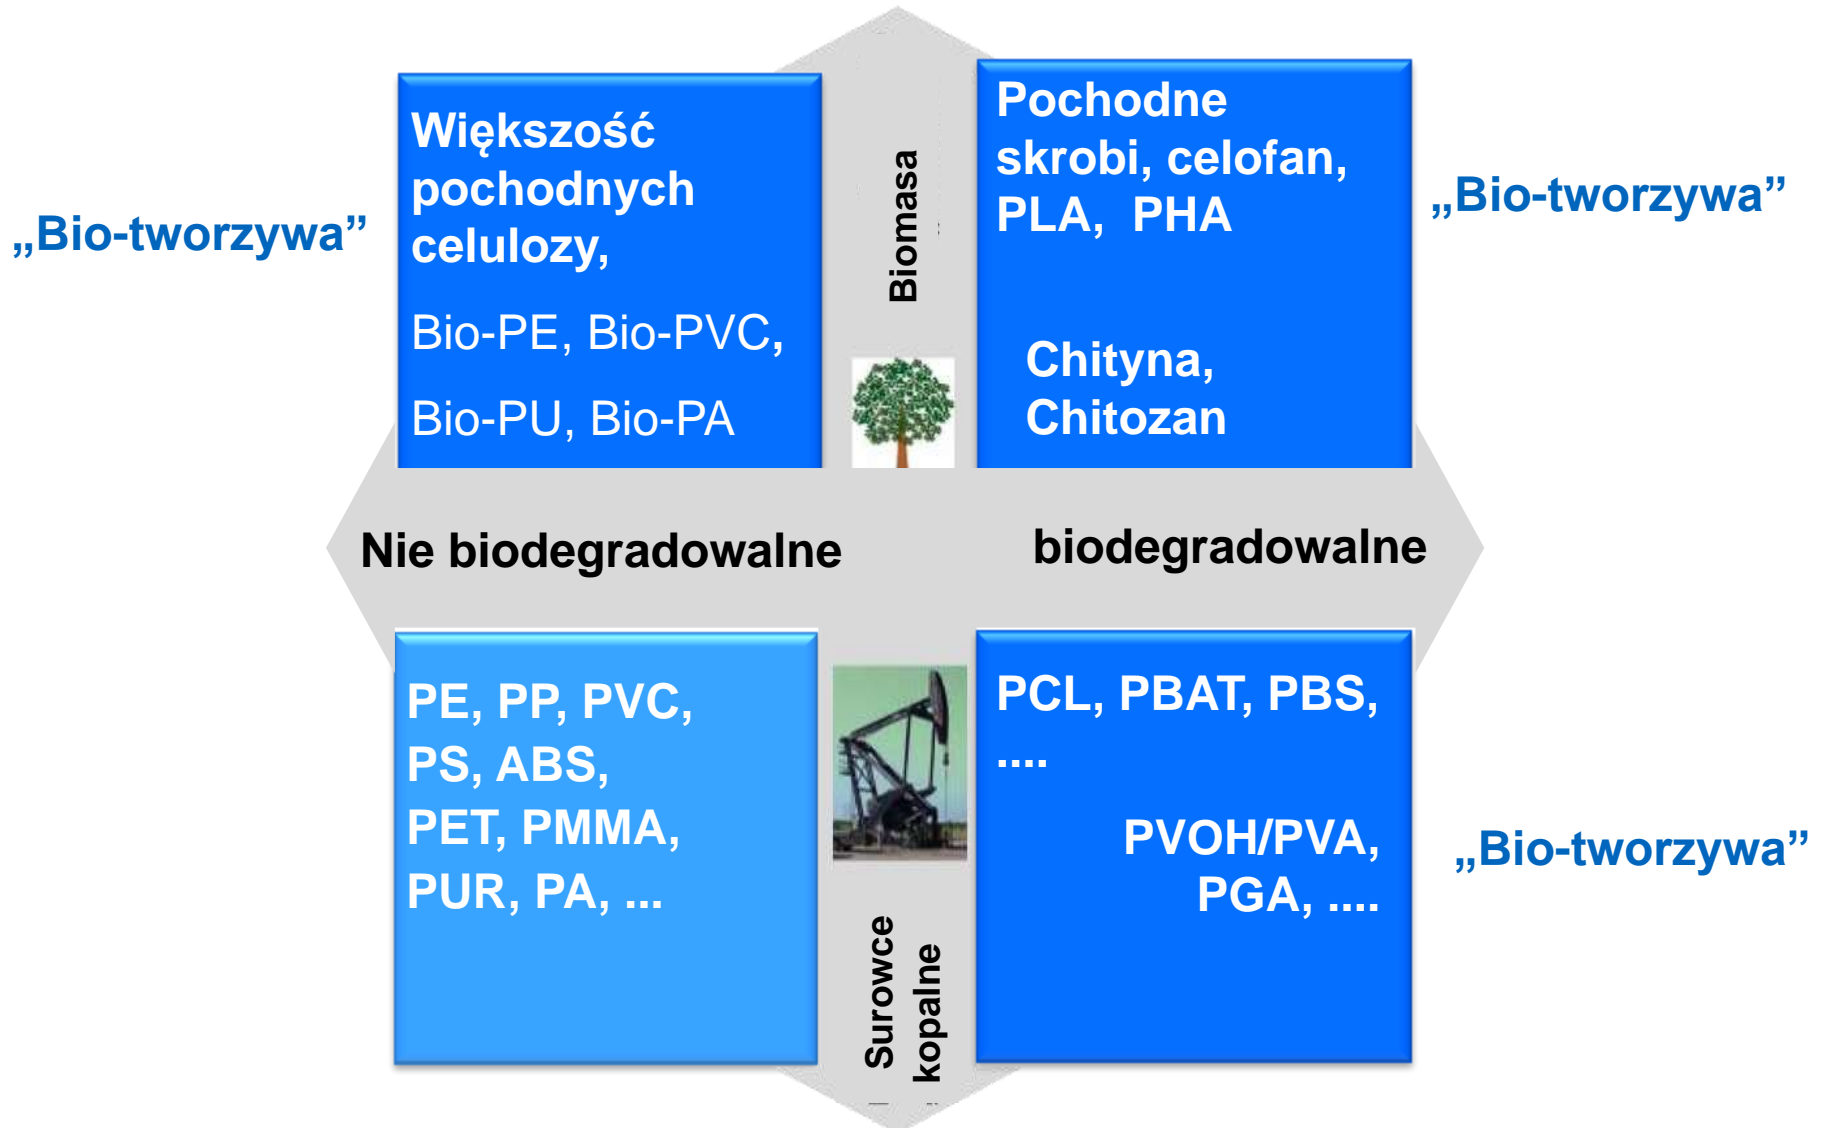 „Bio-tworzywa”
Większość
pochodnych
celulozy,
Bio-PE, Bio-PVC,
Bio-PU, Bio-PA
Biomasa
Pochodne
skrobi, celofan,
PLA, PHA
Chityna,
Chitozan
„Bio-tworzywa”
Nie biodegradowalne
biodegradowalne
PE, PP, PVC,
PS, ABS,
PET, PMMA,
PUR, PA, ...
Surowce
kopalne
PCL, PBAT, PBS,
....
PVOH/PVA,
PGA, ....
„Bio-tworzywa”